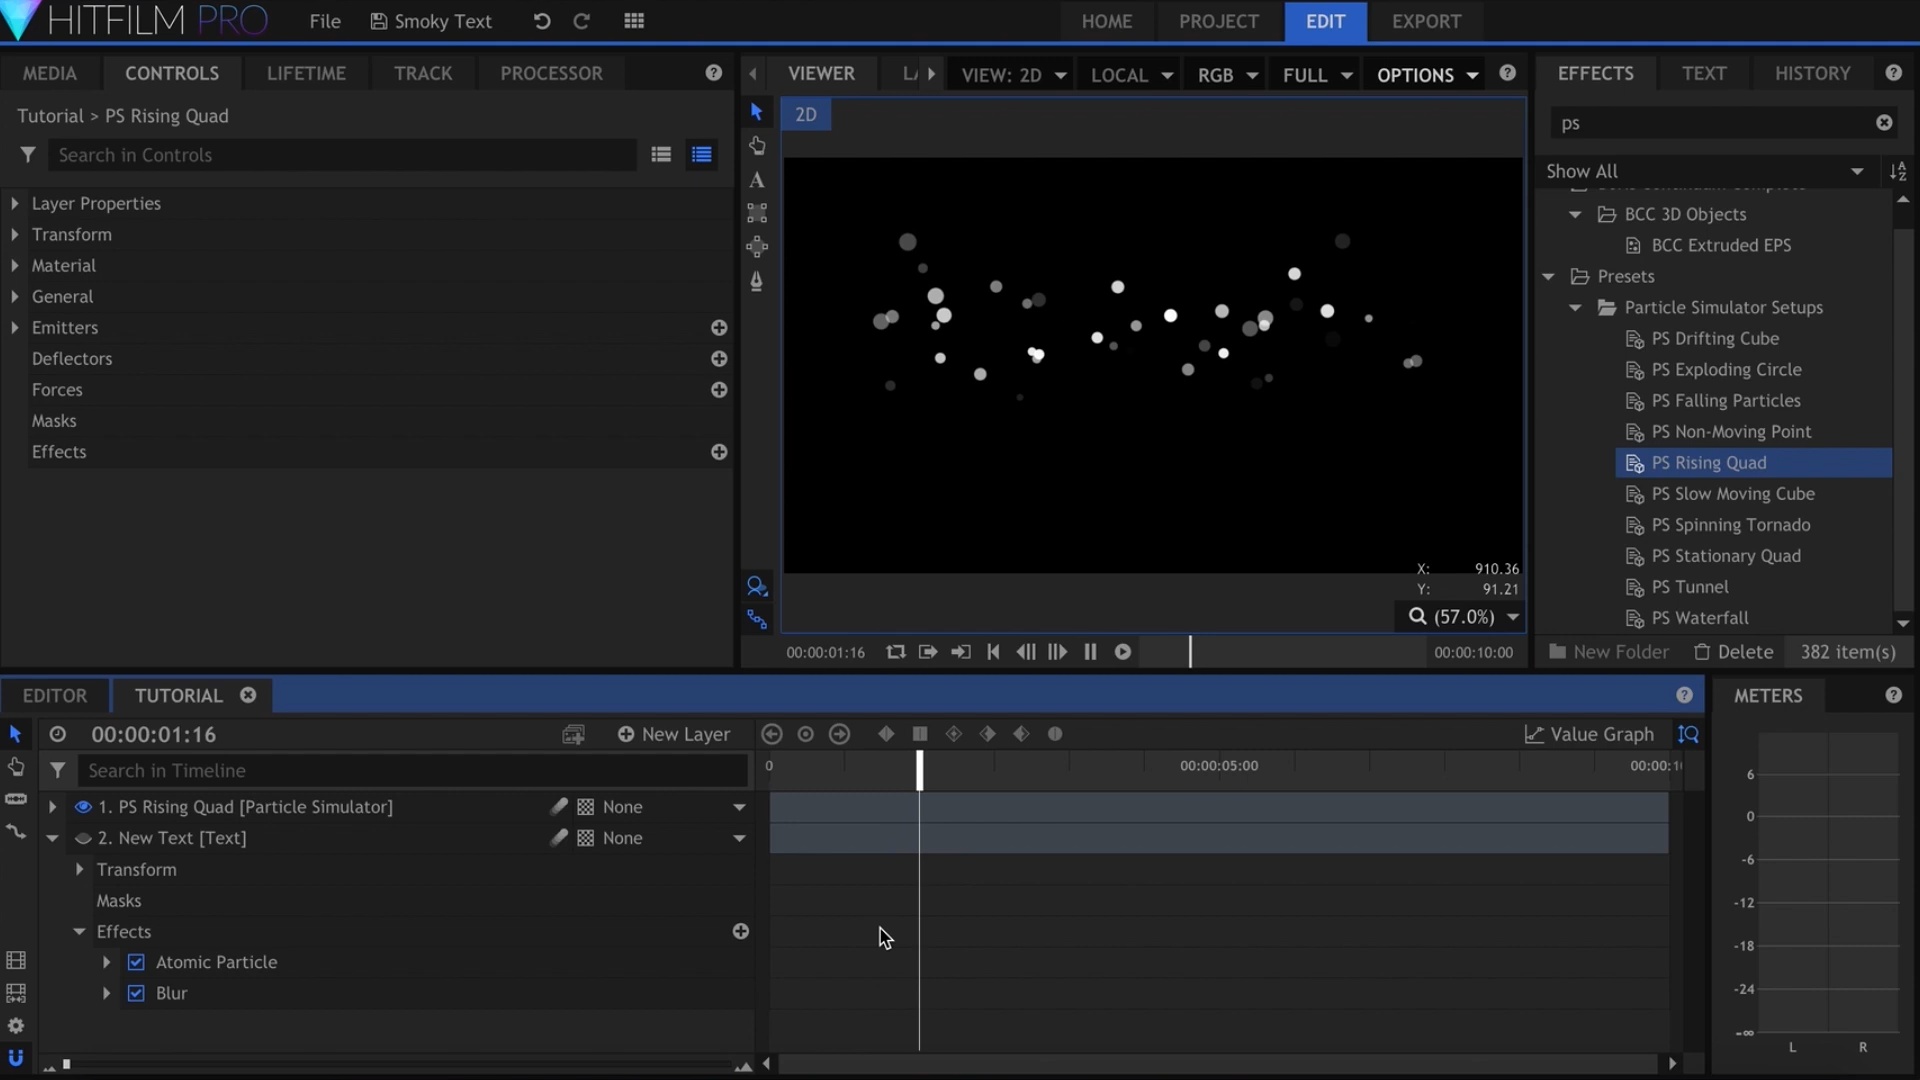 HITFILM PRO File Smoky Text HOME PROJECT EDIT EXPORT
MEDIA CONTROLS LIFETIME TRACK PROCESSOR
Tutorial > PS Rising Quad
Search in Controls
Layer Properties
Transform
Material
General
Emitters
Deflectors
Forces
Masks
Effects
VIEWER VIEW: 2D LOCAL RGB FULL OPTIONS
2D
A
X: 910.36
Y: 91.21
(57.0%)
00:00:01:16 00:00:10:00
EFFECTS TEXT HISTORY
ps
Show All
BCC 3D Objects
BCC Extruded EPS
Presets
Particle Simulator Setups
PS Drifting Cube
PS Exploding Circle
PS Falling Particles
PS Non-Moving Point
PS Rising Quad
PS Slow Moving Cube
PS Spinning Tornado
PS Stationary Quad
PS Tunnel
PS Waterfall
New Folder Delete 382 item(s)
EDITOR TUTORIAL
00:00:01:16 New Layer Value Graph
Search in Timeline
0 00:00:05:00
1. PS Rising Quad [Particle Simulator] None
2. New Text [Text] None
Transform
Masks
Effects
Atomic Particle
Blur
METERS
6
0
-6
-12
-18
-24
-∞
L R